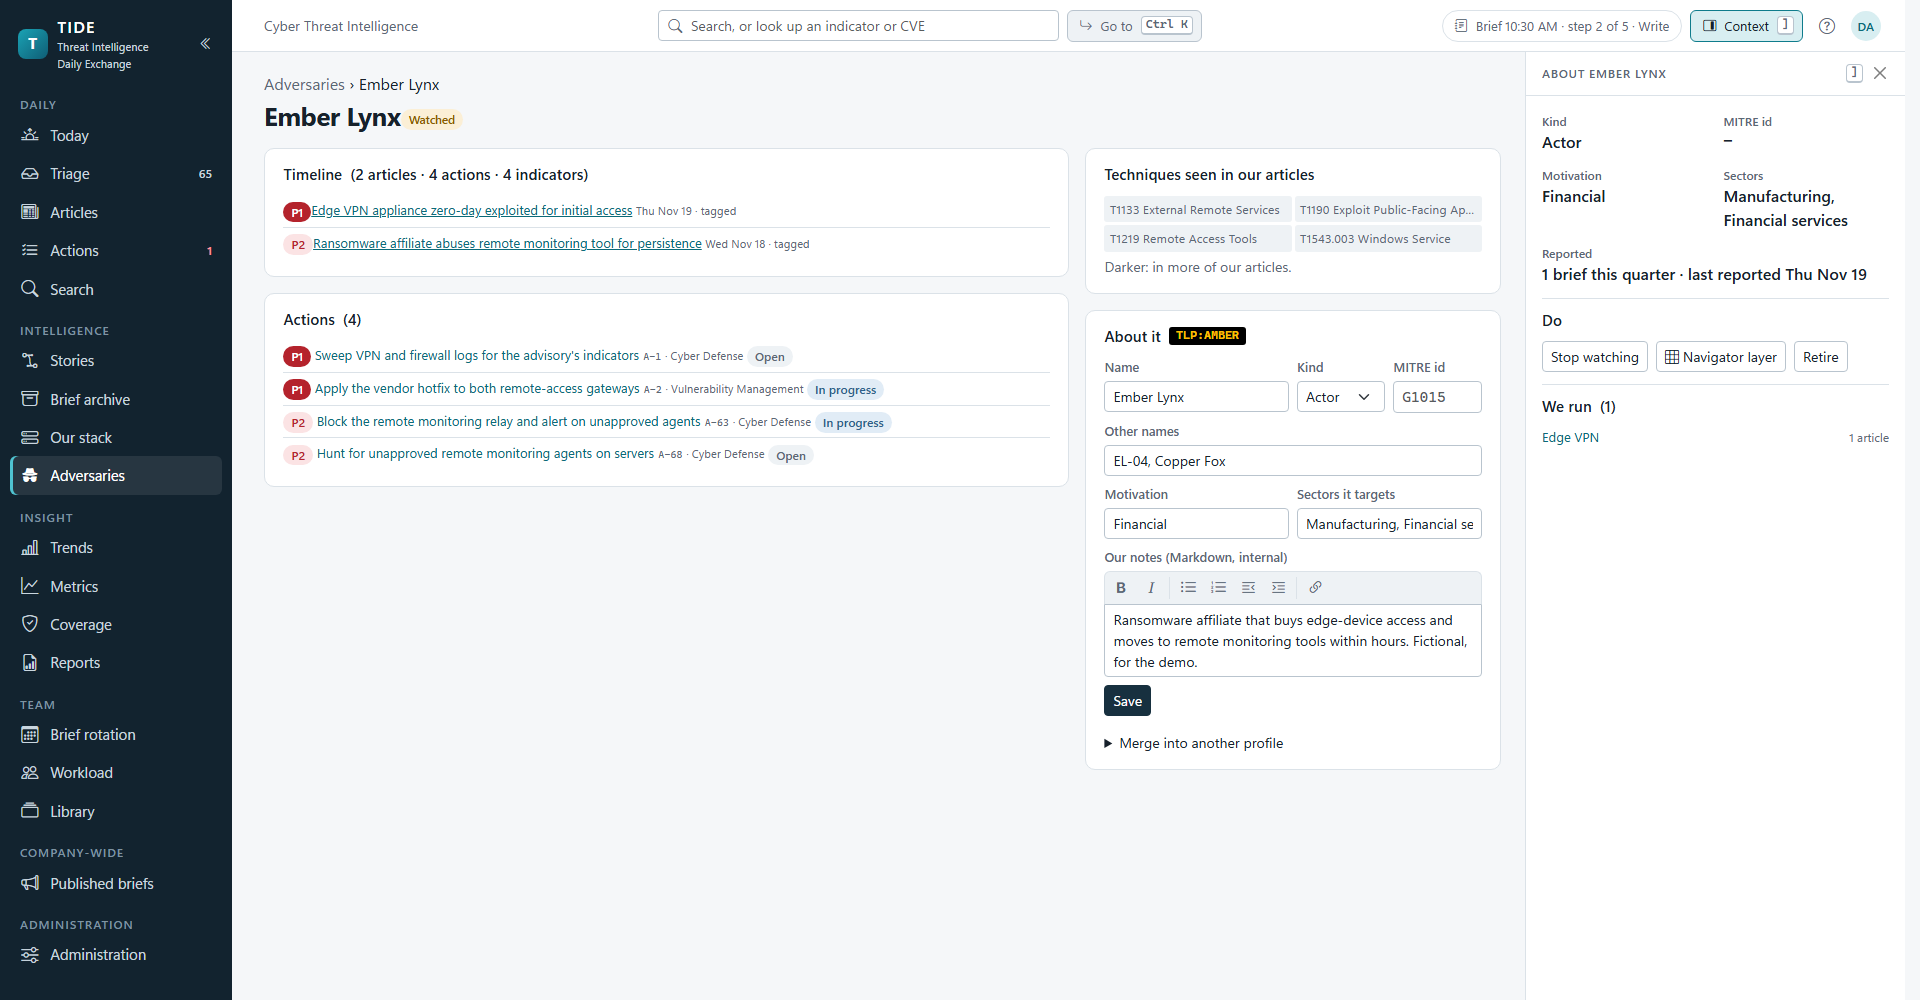 T
TIDE
Threat Intelligence
Daily Exchange
DAILY
Today
Triage 65
Articles
Actions 1
Search
INTELLIGENCE
Stories
Brief archive
Our stack
Adversaries
INSIGHT
Trends
Metrics
Coverage
Reports
TEAM
Brief rotation
Workload
Library
COMPANY-WIDE
Published briefs
ADMINISTRATION
Administration
Cyber Threat Intelligence
Search, or look up an indicator or CVE
Go to Ctrl K
Brief 10:30 AM · step 2 of 5 · Write
Context ]
?
DA
Adversaries › Ember Lynx
Ember Lynx Watched
Timeline (2 articles · 4 actions · 4 indicators)
P1 Edge VPN appliance zero-day exploited for initial access Thu Nov 19 · tagged
P2 Ransomware affiliate abuses remote monitoring tool for persistence Wed Nov 18 · tagged
Actions (4)
P1 Sweep VPN and firewall logs for the advisory's indicators A-1 · Cyber Defense Open
P1 Apply the vendor hotfix to both remote-access gateways A-2 · Vulnerability Management In progress
P2 Block the remote monitoring relay and alert on unapproved agents A-63 · Cyber Defense In progress
P2 Hunt for unapproved remote monitoring agents on servers A-68 · Cyber Defense Open
Techniques seen in our articles
T1133 External Remote Services T1190 Exploit Public-Facing Ap...
T1219 Remote Access Tools T1543.003 Windows Service
Darker: in more of our articles.
About it TLP:AMBER
Name Kind MITRE id
Ember Lynx Actor G1015
Other names
EL-04, Copper Fox
Motivation Sectors it targets
Financial Manufacturing, Financial se
Our notes (Markdown, internal)
B I
Ransomware affiliate that buys edge-device access and
moves to remote monitoring tools within hours. Fictional,
for the demo.
Save
Merge into another profile
ABOUT EMBER LYNX ]
Kind MITRE id
Actor –
Motivation Sectors
Financial Manufacturing,
Financial services
Reported
1 brief this quarter · last reported Thu Nov 19
Do
Stop watching Navigator layer Retire
We run (1)
Edge VPN 1 article